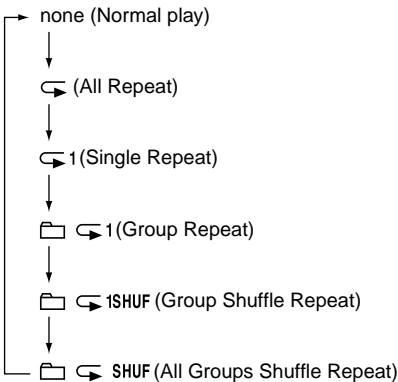 none (Normal play)
(All Repeat)
1 (Single Repeat)
1 (Group Repeat)
1SHUF (Group Shuffle Repeat)
SHUF (All Groups Shuffle Repeat)